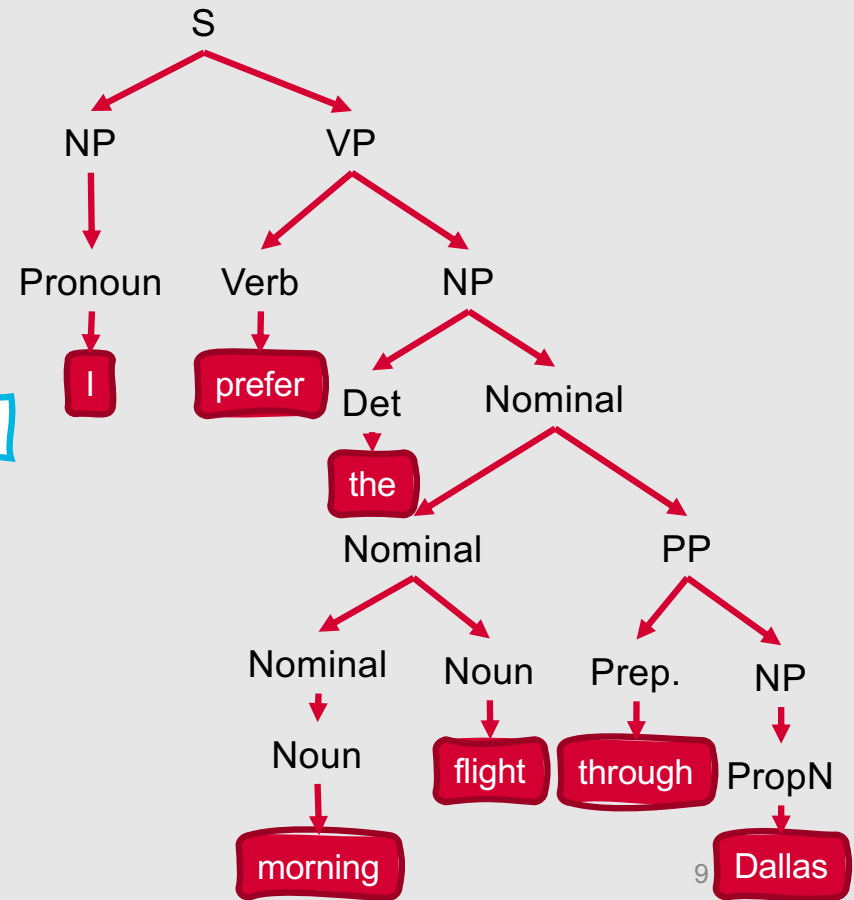 S
NP VP
Pronoun Verb NP
I prefer Det Nominal
the
Nominal PP
Nominal Noun Prep. NP
Noun flight through PropN
morning 9 Dallas